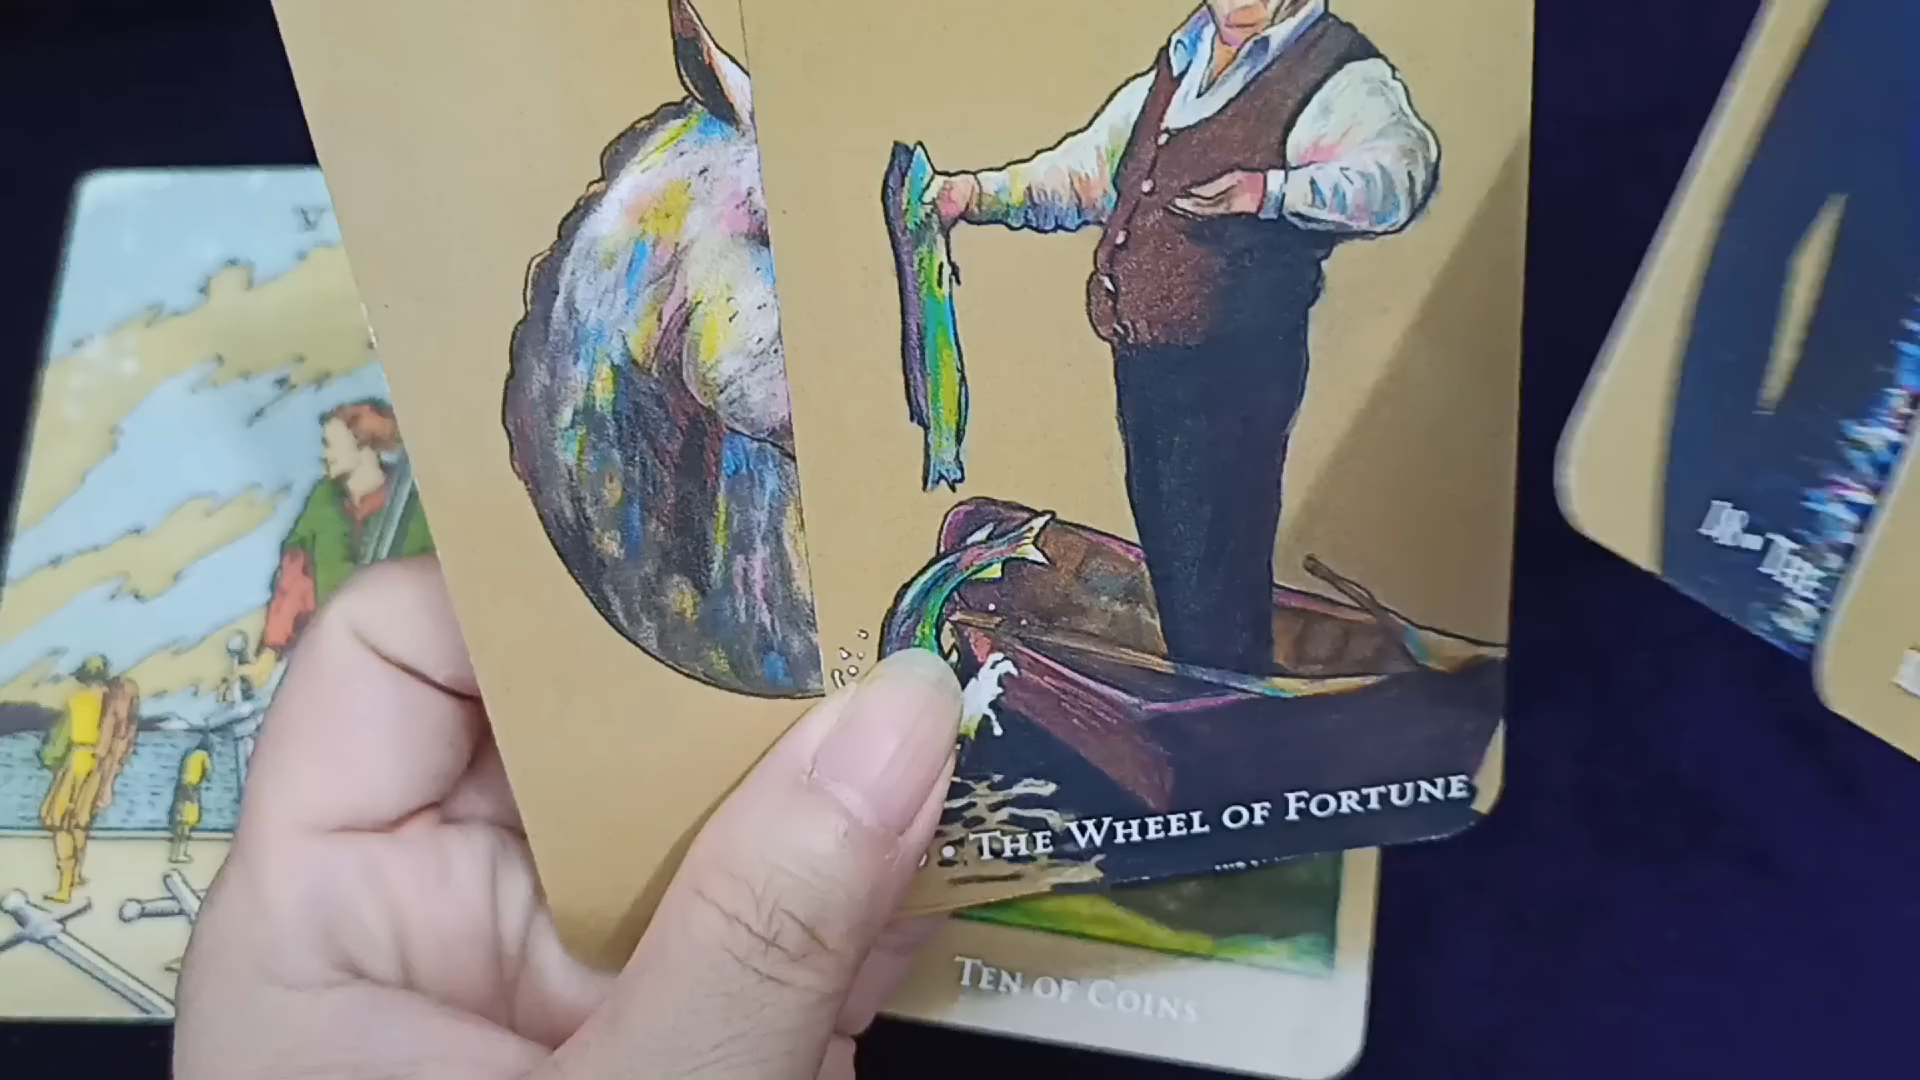 V
• THE WHEEL OF FORTUNE
TEN OF COINS